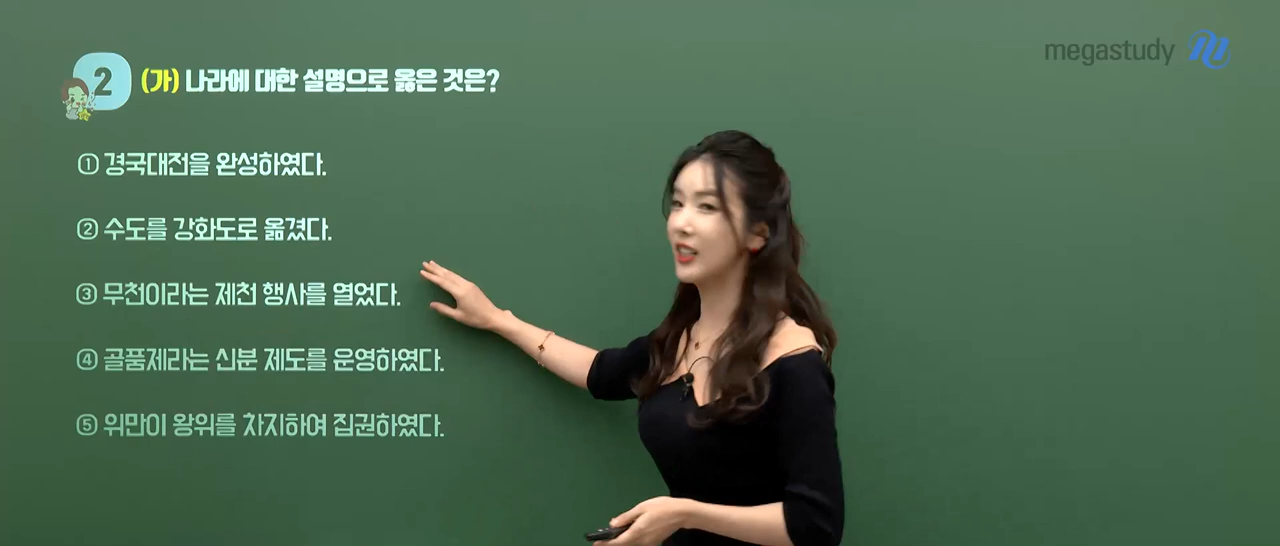 megastudy
2 (가) 나라에 대한 설명으로 옳은 것은?
① 경국대전을 완성하였다.
② 수도를 강화도로 옮겼다.
③ 무천이라는 제천 행사를 열었다.
④ 골품제라는 신분 제도를 운영하였다.
⑤ 위만이 왕위를 차지하여 집권하였다.